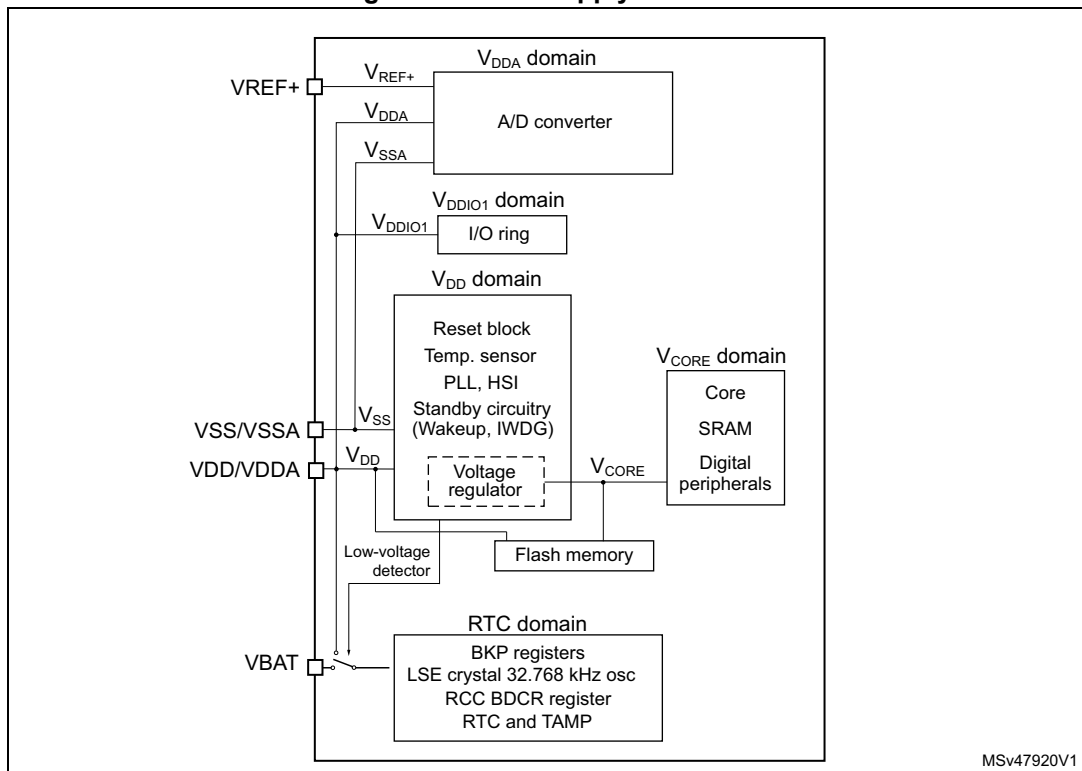 VDDA domain
VREF+
VREF+
VDDA
A/D converter
VSSA
VDDIO1 domain
VDDIO1
I/O ring
VDD domain
Reset block
Temp. sensor
PLL, HSI
Standby circuitry
(Wakeup, IWDG)
Voltage
regulator
VCORE domain
Core
SRAM
Digital
peripherals
VSS/VSSA
VSS
VDD/VDDA
VDD
VCORE
Flash memory
Low-voltage
detector
RTC domain
VBAT
BKP registers
LSE crystal 32.768 kHz osc
RCC BDCR register
RTC and TAMP
MSv47920V1